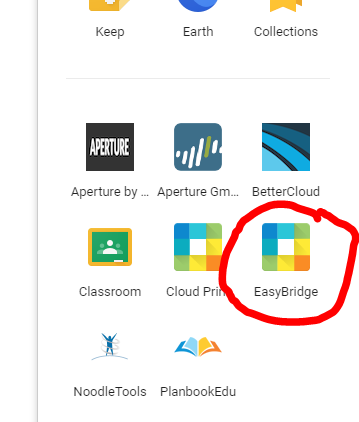 Keep Earth Collections
APERTURE
Aperture by ... Aperture Gm... BetterCloud
Classroom Cloud Prin EasyBridge
NoodleTools PlanbookEdu